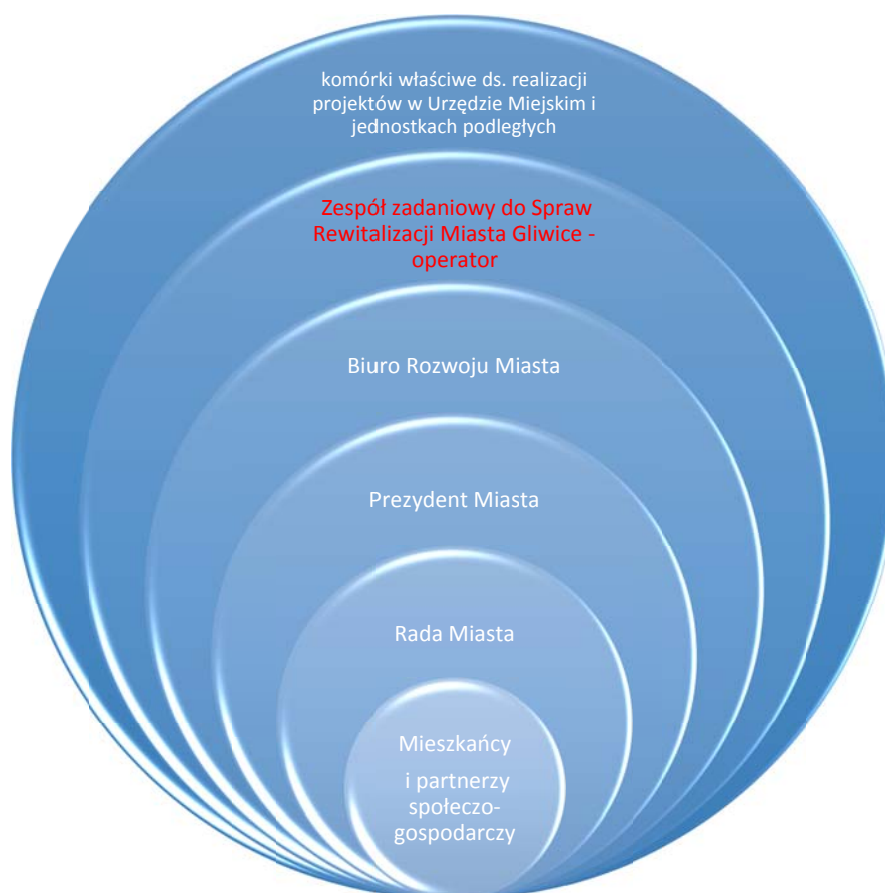 komórki właściwe ds. realizacji
projektów w Urzędzie Miejskim i
jednostkach podległych
Zespół zadaniowy do Spraw
Rewitalizacji Miasta Gliwice -
operator
Biuro Rozwoju Miasta
Prezydent Miasta
Rada Miasta
Mieszkańcy
i partnerzy
społeczo-
gospodarczy